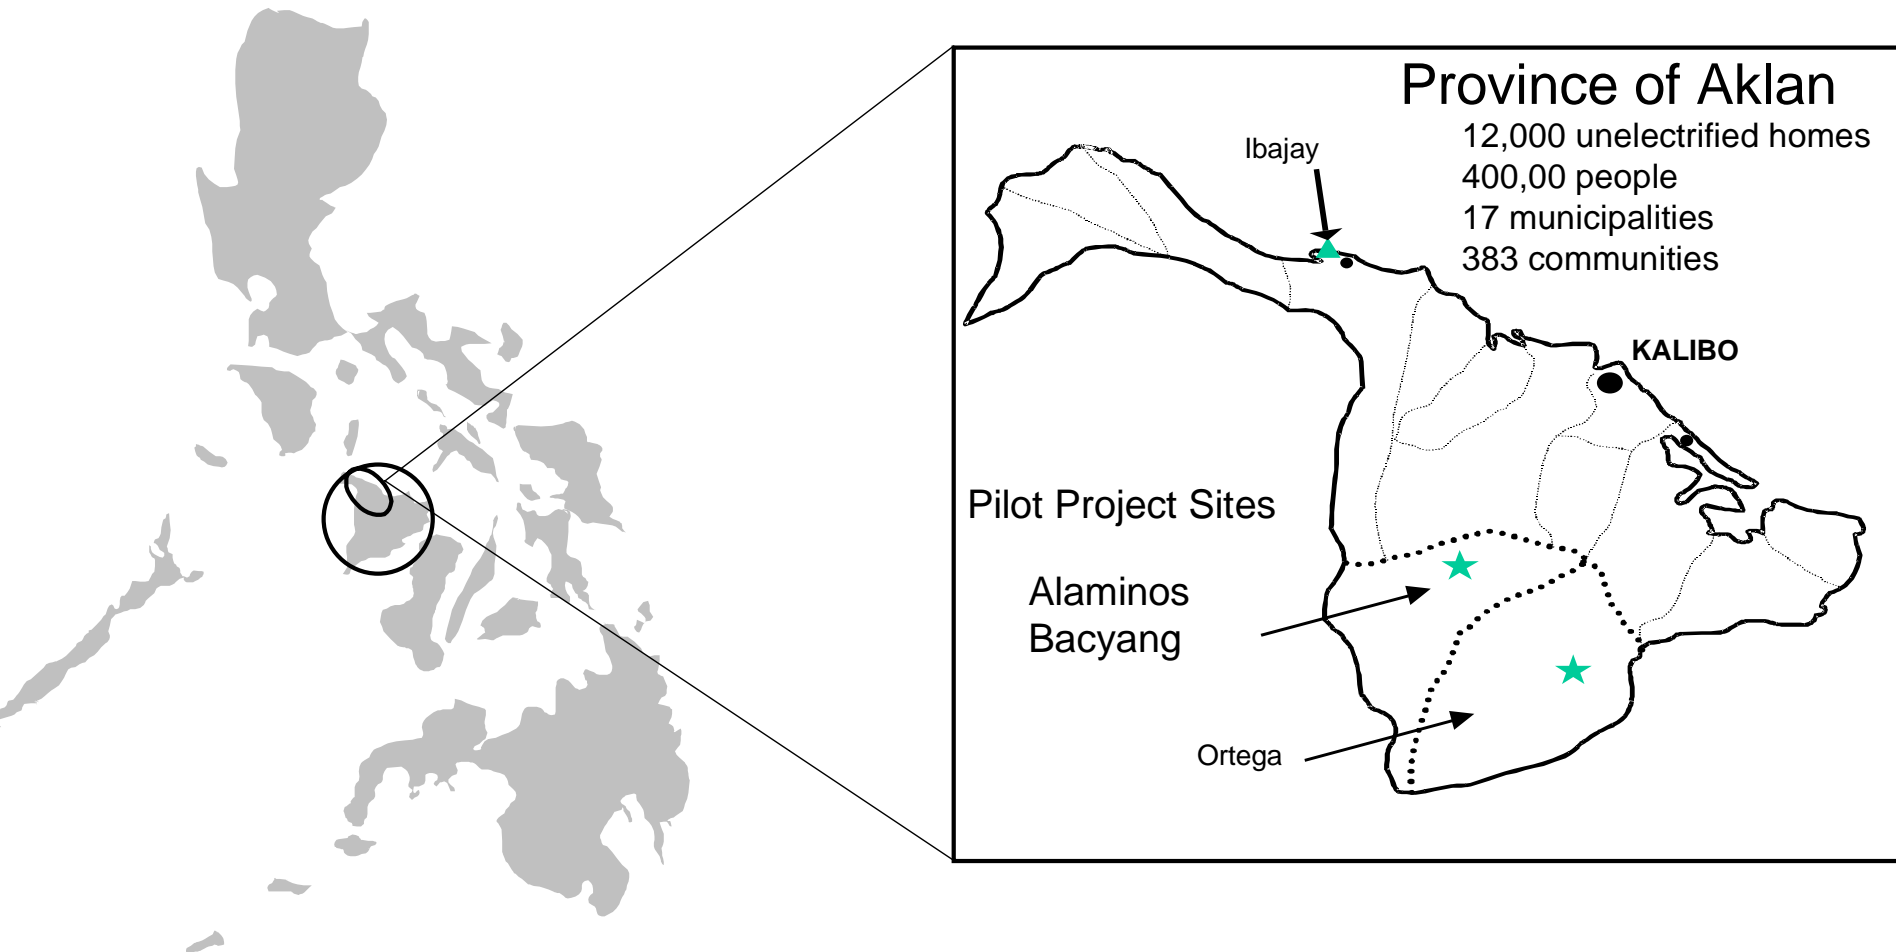 Province of Aklan
12,000 unelectrified homes
400,00 people
17 municipalities
383 communities
Ibajay
KALIBO
Pilot Project Sites
Alaminos
Bacyang
Ortega